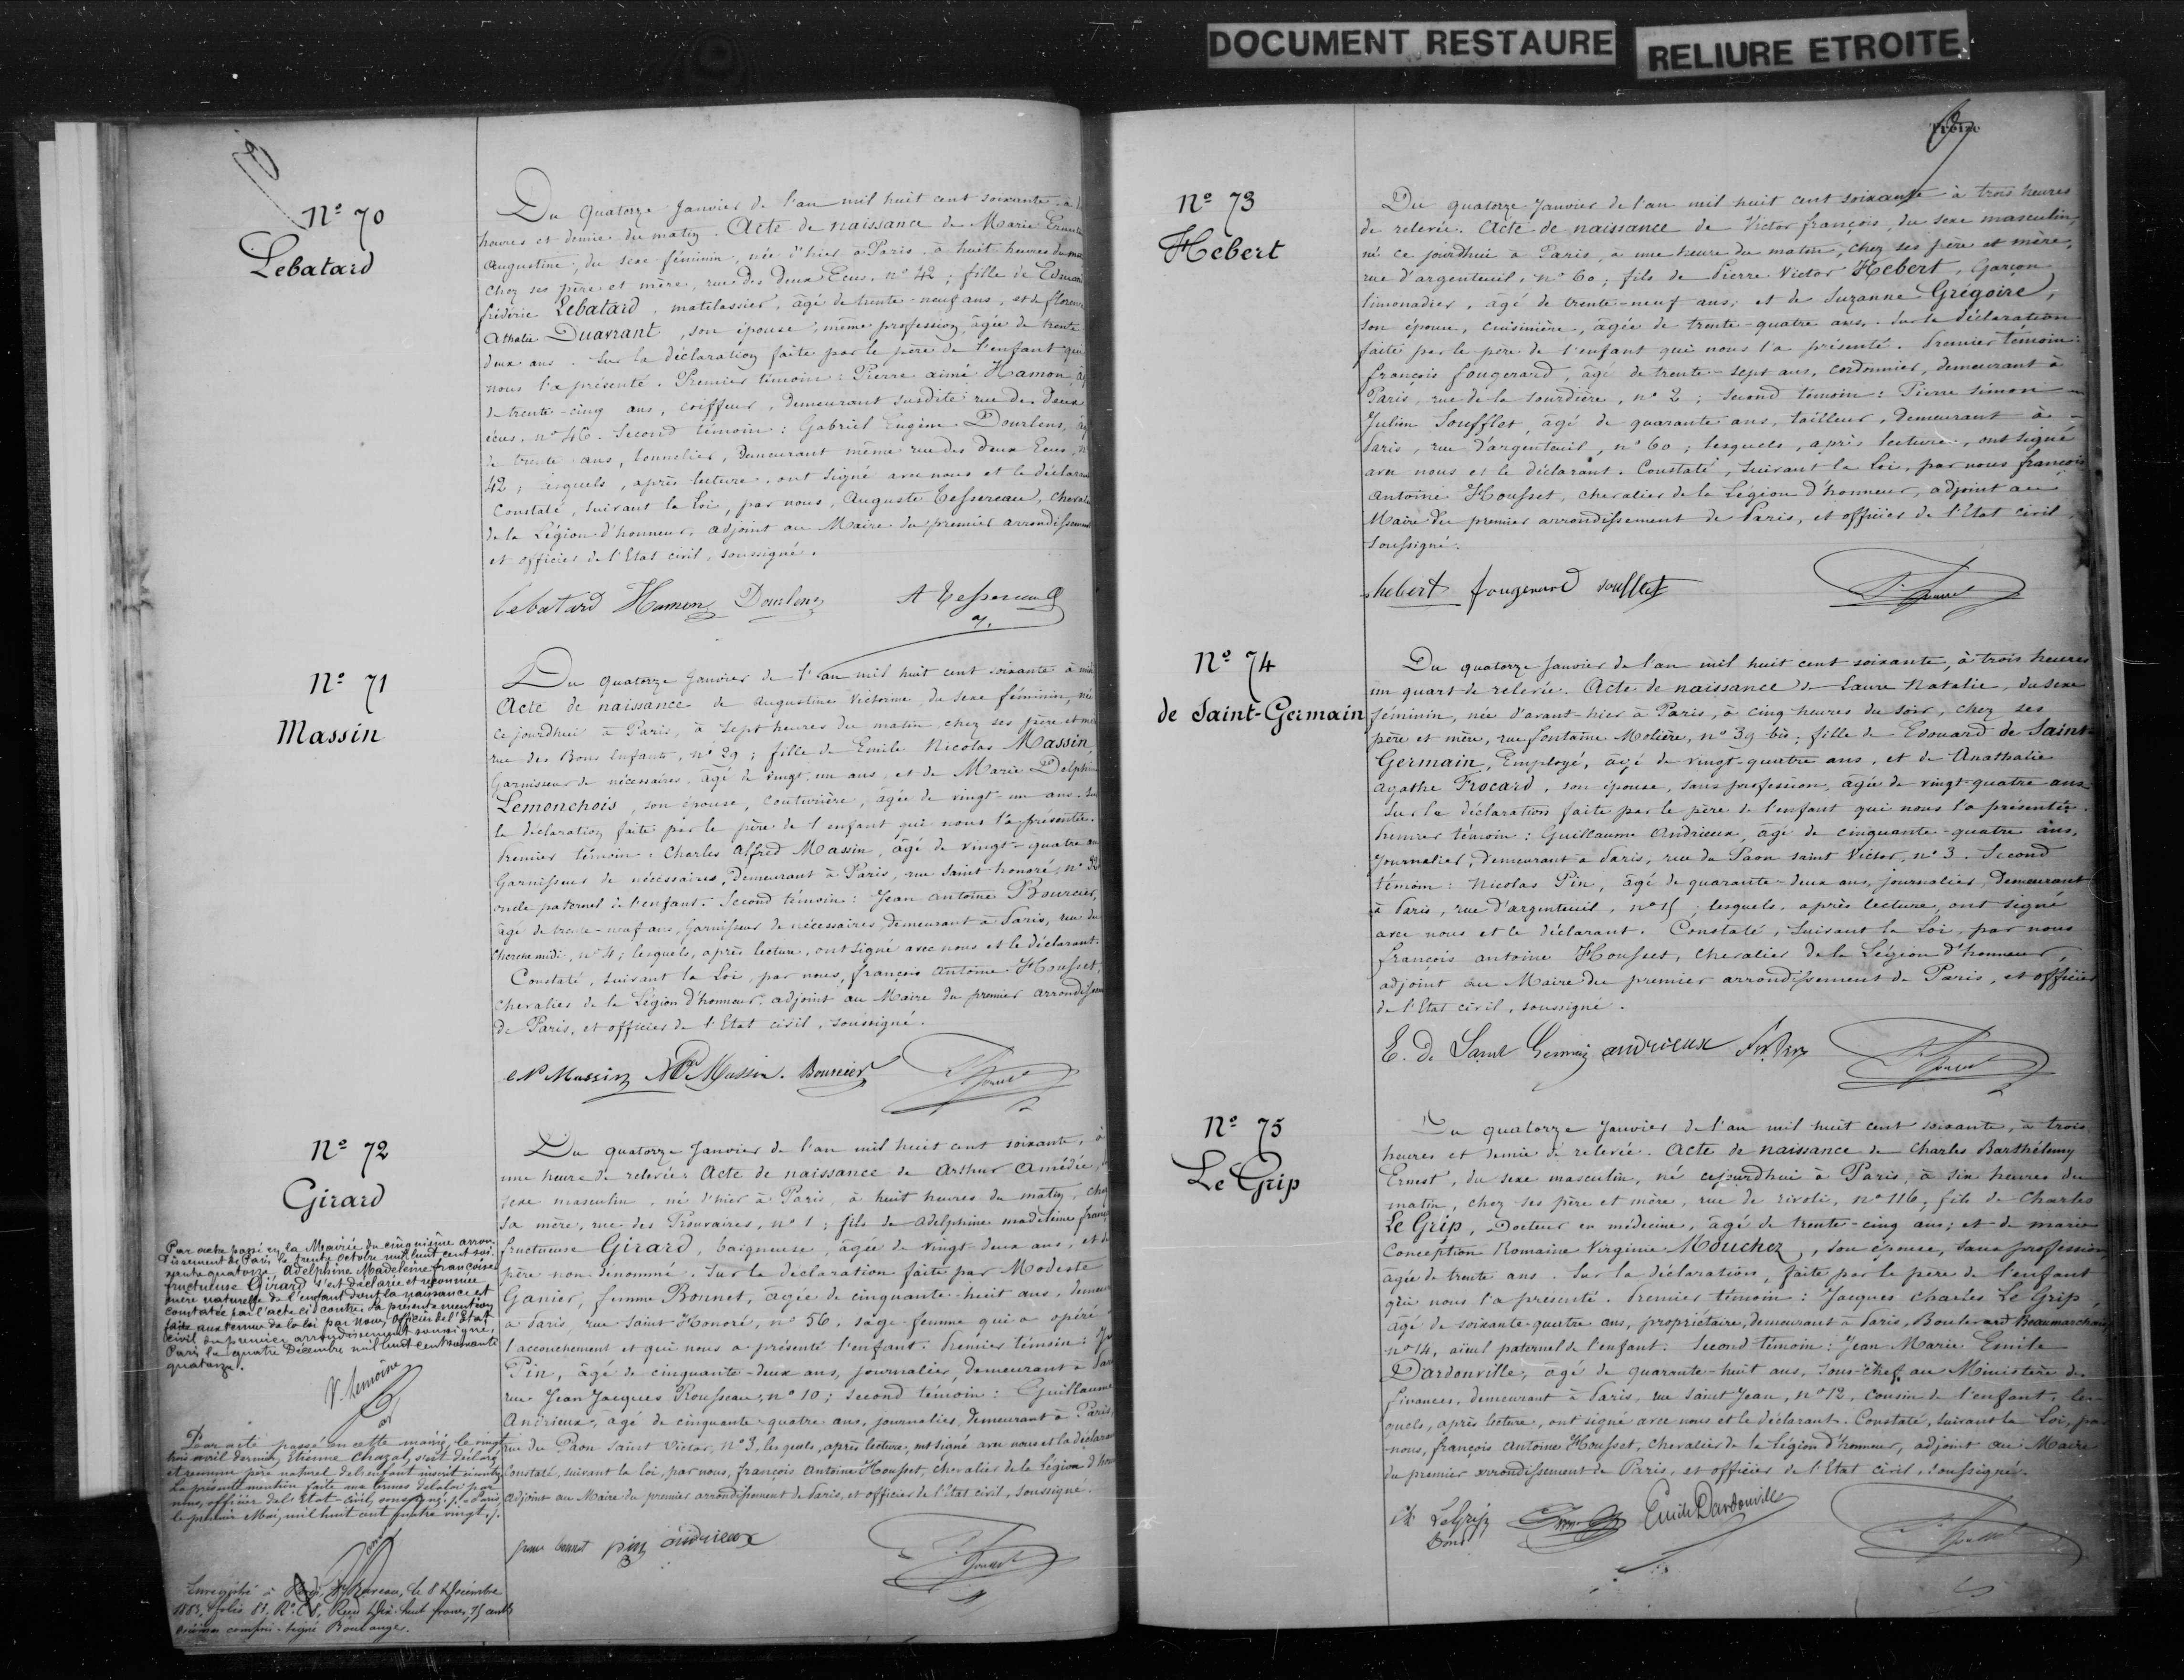 DOCUMENT RESTAURE
RELIURE ETROITE
Nº 70
Lebatard
Du Quatorze Janvier de l'an mil huit cent soixante à
heures et demie du matin. Acte de naissance de Marie
Augustine, du sexe féminin, née d'hier à Paris, à huit heures du
chez ses père et mère, rue des Deux Ecus, nº 42; fille de
frédéric Lebatard, matelassier, âgé de trente-neuf ans, et de
Athalie Duavrant, son épouse, même profession, âgée de trente
deux ans. Sur la déclaration faite par le père de l'enfant qui
nous l'a présenté. Premier témoin: Pierre aimé Hamon,
de trente-cinq ans, coiffeur, demeurant susdite rue des Deux
écus, nº 46. Second témoin: Gabriel Eugène Dourlens,
de trente ans, tonnelier, demeurant même rue des Deux Ecus,
42; lesquels, après lecture, ont signé avec nous et le
Constaté, suivant la Loi, par nous, Auguste Tessereau,
de la Légion d'honneur, adjoint au Maire du premier
et officier de l'Etat civil, soussigné.
Lebatard Hamon Dourlens A Tessereau
Nº 71
Massin
Du quatorze Janvier de l'an mil huit cent soixante à
Acte de naissance de Augustine Victorine, du sexe féminin,
ce jourdhui à Paris, à sept heures du matin, chez ses père et
rue des Bons Enfants, nº 29; fille de Emile Nicolas Massin
Garnisseur de nécessaires, âgé de vingt-un ans, et de Marie Delphine
Lemonchois, son épouse, couturière, âgée de vingt-un ans.
la déclaration faite par le père de l'enfant qui nous l'a présentée.
Premier témoin: Charles Alfred Massin, âgé de vingt-quatre
Garnisseur de nécessaires, demeurant à Paris, rue Saint honoré, nº
oncle paternel de l'enfant. Second témoin: Jean antoine Bourcier,
âgé de trente-neuf ans, Garnisseur de nécessaires, demeurant à Paris, rue du
Cherche midi, nº 4; lesquels, après lecture, ont signé avec nous et le déclarant.
Constaté, suivant la Loi, par nous, françois Antoine Housset,
chevalier de la Légion d'honneur, adjoint au Maire du premier
de Paris, et officier de l'Etat civil, soussigné.
Massin Massin. Bourcier
Nº 72
Girard
Du quatorze Janvier de l'an mil huit cent soixante, à
une heure de relevée. Acte de naissance de Arthur Amédée,
sexe masculin, né d'hier à Paris, à huit heures du matin, chez
sa mère, rue des Prouvaires, nº 1; fils de Adelphine madeleine
fructueuse Girard, baigneuse, âgée de vingt-deux ans, et de
père non dénommé. Sur la déclaration faite par Modeste
Ganier, femme Bonnet, âgée de cinquante-huit ans,
à Paris, rue Saint-Honoré, nº 56, sage-femme qui a opéré
l'accouchement et qui nous a présenté l'enfant. Premier témoin:
Pin, âgé de cinquante-deux ans, journalier, demeurant à
rue Jean Jacques Rousseau, nº 10; second témoin: Guillaume
Andrieux, âgé de cinquante-quatre ans, journalier, demeurant à Paris,
rue du Paon Saint Victor, nº 3, lesquels, après lecture, ont signé avec nous et la
Constaté, suivant la loi, par nous, françois Antoine Housset, chevalier de la Légion
adjoint au Maire du premier arrondissement de Paris, et officier de l'Etat civil, soussigné.
Par acte passé en la Mairie du cinquième arron-
dissement de Paris, le trente Octobre mil huit cent soi-
xante quatorze Adelphine Madeleine Françoise
fructueuse Girard s'est déclarée et reconnue
mère naturelle de l'enfant dont la naissance est
constatée par l'acte ci contre. La présente mention
faite aux termes de la loi par Nous, Officier de l'Etat
Civil du premier arrondissement soussigné,
Paris le quatre Décembre mil huit cent soixante
quatorze.
V. Lemoine
Par acte passé en cette mairie, le vingt
trois avril dernier, Etienne Chazal, s'est déclaré
et reconnu père naturel de l'enfant inscrit
La présente mention faite aux termes de la loi par
nous, officier de l'Etat-civil, soussigné. Paris
le premier Mai, mil huit cent quatre vingt
Enregistré à Bureau, le 8 Décembre
folio 81. Rº C 8. Reçu Dix-huit francs, 75 cent
décimes compris. Signé Boulanger.
femme bonnet pin andrieux
Treize
Nº 73
Hebert
Du quatorze Janvier de l'an mil huit cent soixante à trois heures
de relevée. Acte de naissance de Victor françois, du sexe masculin,
né ce jourdhui à Paris, à une heure du matin, chez ses père et mère,
rue d'argenteuil, nº 60; fils de Pierre Victor Hebert, Garçon
limonadier, âgé de trente-neuf ans; et de Suzanne Grégoire,
son épouse, cuisinière, âgée de trente-quatre ans. Sur la déclaration
faite par le père de l'enfant qui nous l'a présenté. Premier témoin:
françois fougerard, âgé de trente-sept ans, cordonnier, demeurant à
Paris, rue de la sourdière, nº 2; Second témoin: Pierre Simon
Julien Soufflet, âgé de quarante ans, tailleur, demeurant à
Paris, rue d'argenteuil, nº 60; lesquels, après lecture, ont signé
avec nous et le déclarant. Constaté, suivant la Loi, par nous françois
Antoine Housset, chevalier de la Légion d'honneur, adjoint au
Maire du premier arrondissement de Paris, et officier de l'Etat civil,
soussigné.
hebert fougerard soufflet
Nº 74
de Saint-Germain
Du quatorze Janvier de l'an mil huit cent soixante, à trois heures
un quart de relevée. Acte de naissance de Laure Natalie, du sexe
féminin, née d'avant-hier à Paris, à cinq heures du soir, chez ses
père et mère, rue fontaine Molière, nº 39 bis; fille de Edouard de Saint-
Germain, Employé, âgé de vingt-quatre ans, et de Anathalie
Agathe Frocard, son épouse, sans profession, âgée de vingt-quatre ans
Sur la déclaration faite par le père de l'enfant qui nous l'a présentée.
Premier témoin: Guillaume Andrieux, âgé de cinquante-quatre ans,
Journalier, demeurant à Paris, rue du Paon saint Victor, nº 3. Second
témoin: Nicolas Pin, âgé de quarante-deux ans, journalier, demeurant
à Paris, rue d'argenteuil, nº 15; lesquels, après lecture, ont signé
avec nous et le déclarant. Constaté, suivant la Loi, par nous
françois antoine Housset, chevalier de la Légion d'honneur,
adjoint au Maire du premier arrondissement de Paris, et officier
de l'Etat civil, soussigné.
E. de Saint Germain andrieux
Nº 75
Le Grip
Du quatorze Janvier de l'an mil huit cent soixante, à trois
heures et demie de relevée. Acte de naissance de Charles Barthélemy
Ernest, du sexe masculin, né cejourdhui à Paris, à six heures du
matin, chez ses père et mère, rue de rivoli, nº 116, fils de Charles
Le Grip, Docteur en médecine, âgé de trente-cinq ans; et de marie
Conception Romaine Virginie Mouchez, son épouse, sans profession,
âgée de trente ans. Sur la déclaration, faite par le père de l'enfant
qui nous l'a présenté. Premier témoin: Jacques Charles Le Grip,
âgé de soixante-quatre ans, propriétaire, demeurant à Paris, Boulevard Beaumarchais,
nº 14, aïeul paternel de l'enfant. Second témoin: Jean Marie Emile
Dardonville, âgé de quarante-huit ans, Sous-chef au Ministère des
finances, demeurant à Paris, rue Saint Jean, nº 12, cousin de l'enfant, les-
quels, après lecture, ont signé avec nous et le déclarant. Constaté, suivant la Loi, par
nous, françois Antoine Housset, chevalier de la Légion d'honneur, adjoint au Maire
du premier arrondissement de Paris, et officier de l'Etat civil, soussigné.
Ch LeGrip Emile Dardonville